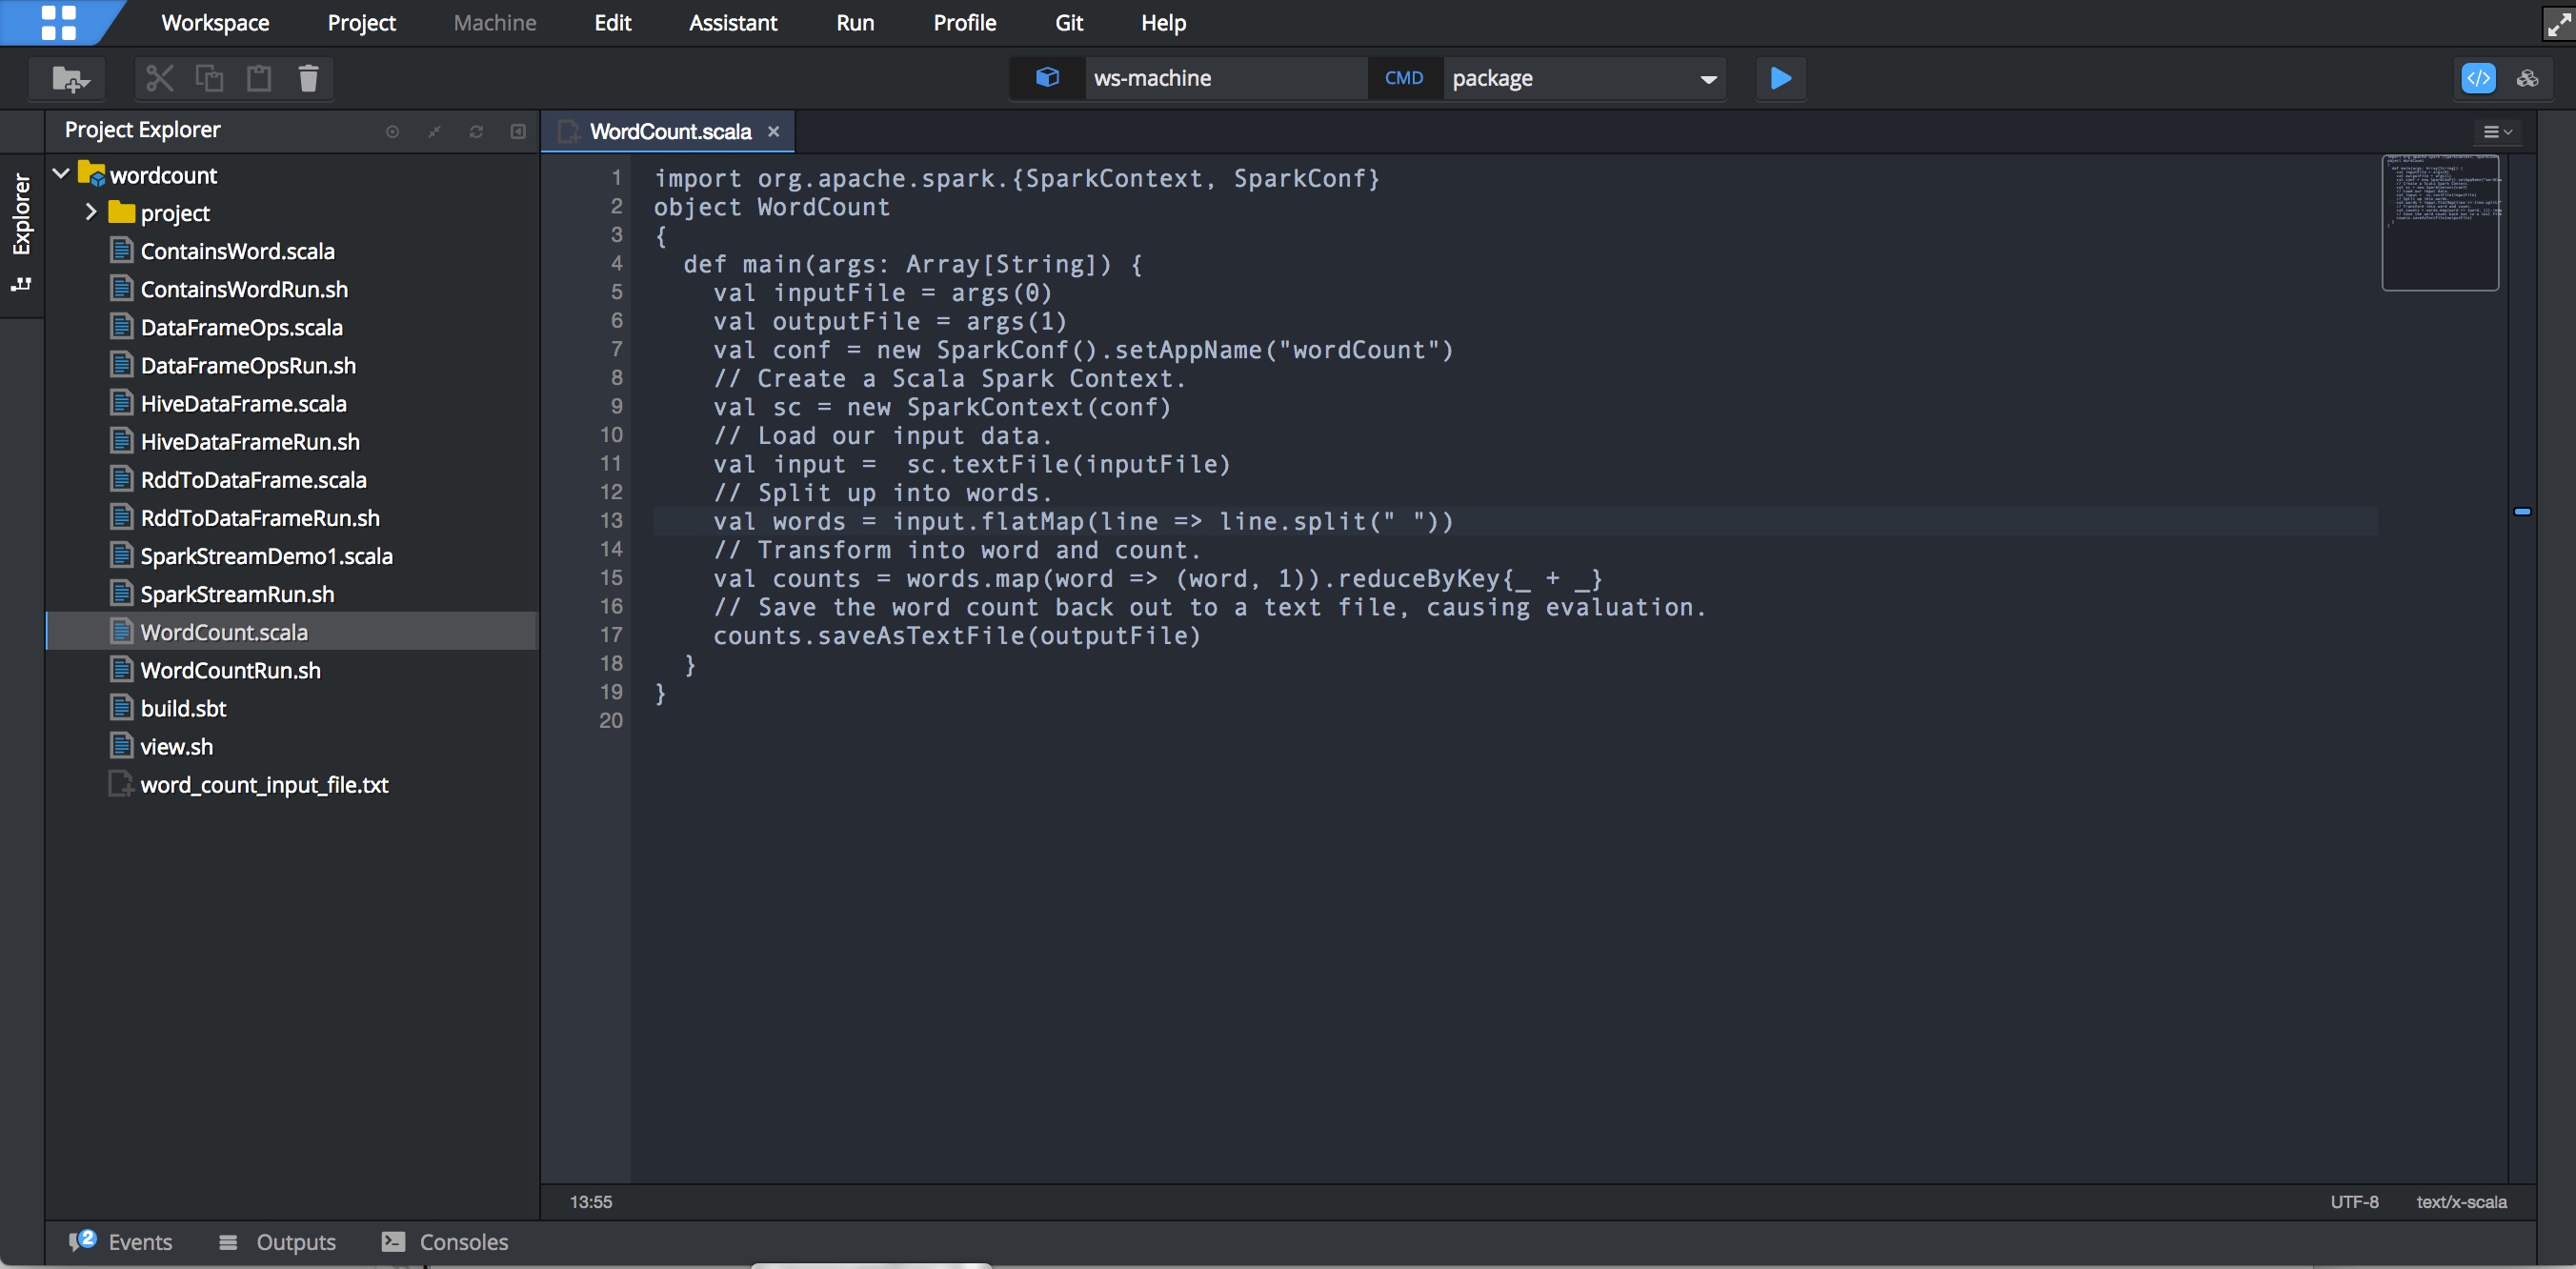 Workspace Project Machine Edit Assistant Run Profile Git Help
ws-machine CMD package
Project Explorer
WordCount.scala
Explorer
wordcount
project
ContainsWord.scala
ContainsWordRun.sh
DataFrameOps.scala
DataFrameOpsRun.sh
HiveDataFrame.scala
HiveDataFrameRun.sh
RddToDataFrame.scala
RddToDataFrameRun.sh
SparkStreamDemo1.scala
SparkStreamRun.sh
WordCount.scala
WordCountRun.sh
build.sbt
view.sh
word_count_input_file.txt
1 import org.apache.spark.{SparkContext, SparkConf}
2 object WordCount
3 {
4 def main(args: Array[String]) {
5 val inputFile = args(0)
6 val outputFile = args(1)
7 val conf = new SparkConf().setAppName("wordCount")
8 // Create a Scala Spark Context.
9 val sc = new SparkContext(conf)
10 // Load our input data.
11 val input =  sc.textFile(inputFile)
12 // Split up into words.
13 val words = input.flatMap(line => line.split(" "))
14 // Transform into word and count.
15 val counts = words.map(word => (word, 1)).reduceByKey{_ + _}
16 // Save the word count back out to a text file, causing evaluation.
17 counts.saveAsTextFile(outputFile)
18 }
19 }
20
13:55 UTF-8 text/x-scala
2 Events Outputs Consoles